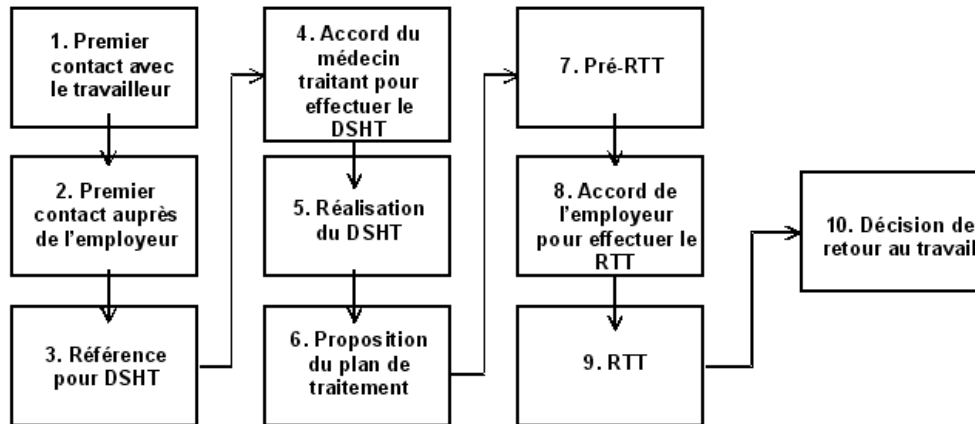 1. Premier
contact avec
le travailleur
2. Premier
contact auprès
de l'employeur
3. Référence
pour DSHT
4. Accord du
médecin
traitant pour
effectuer le
DSHT
5. Réalisation
du DSHT
6. Proposition
du plan de
traitement
7. Pré-RTT
8. Accord de
l'employeur
pour effectuer le
RTT
9. RTT
10. Décision de
retour au travail